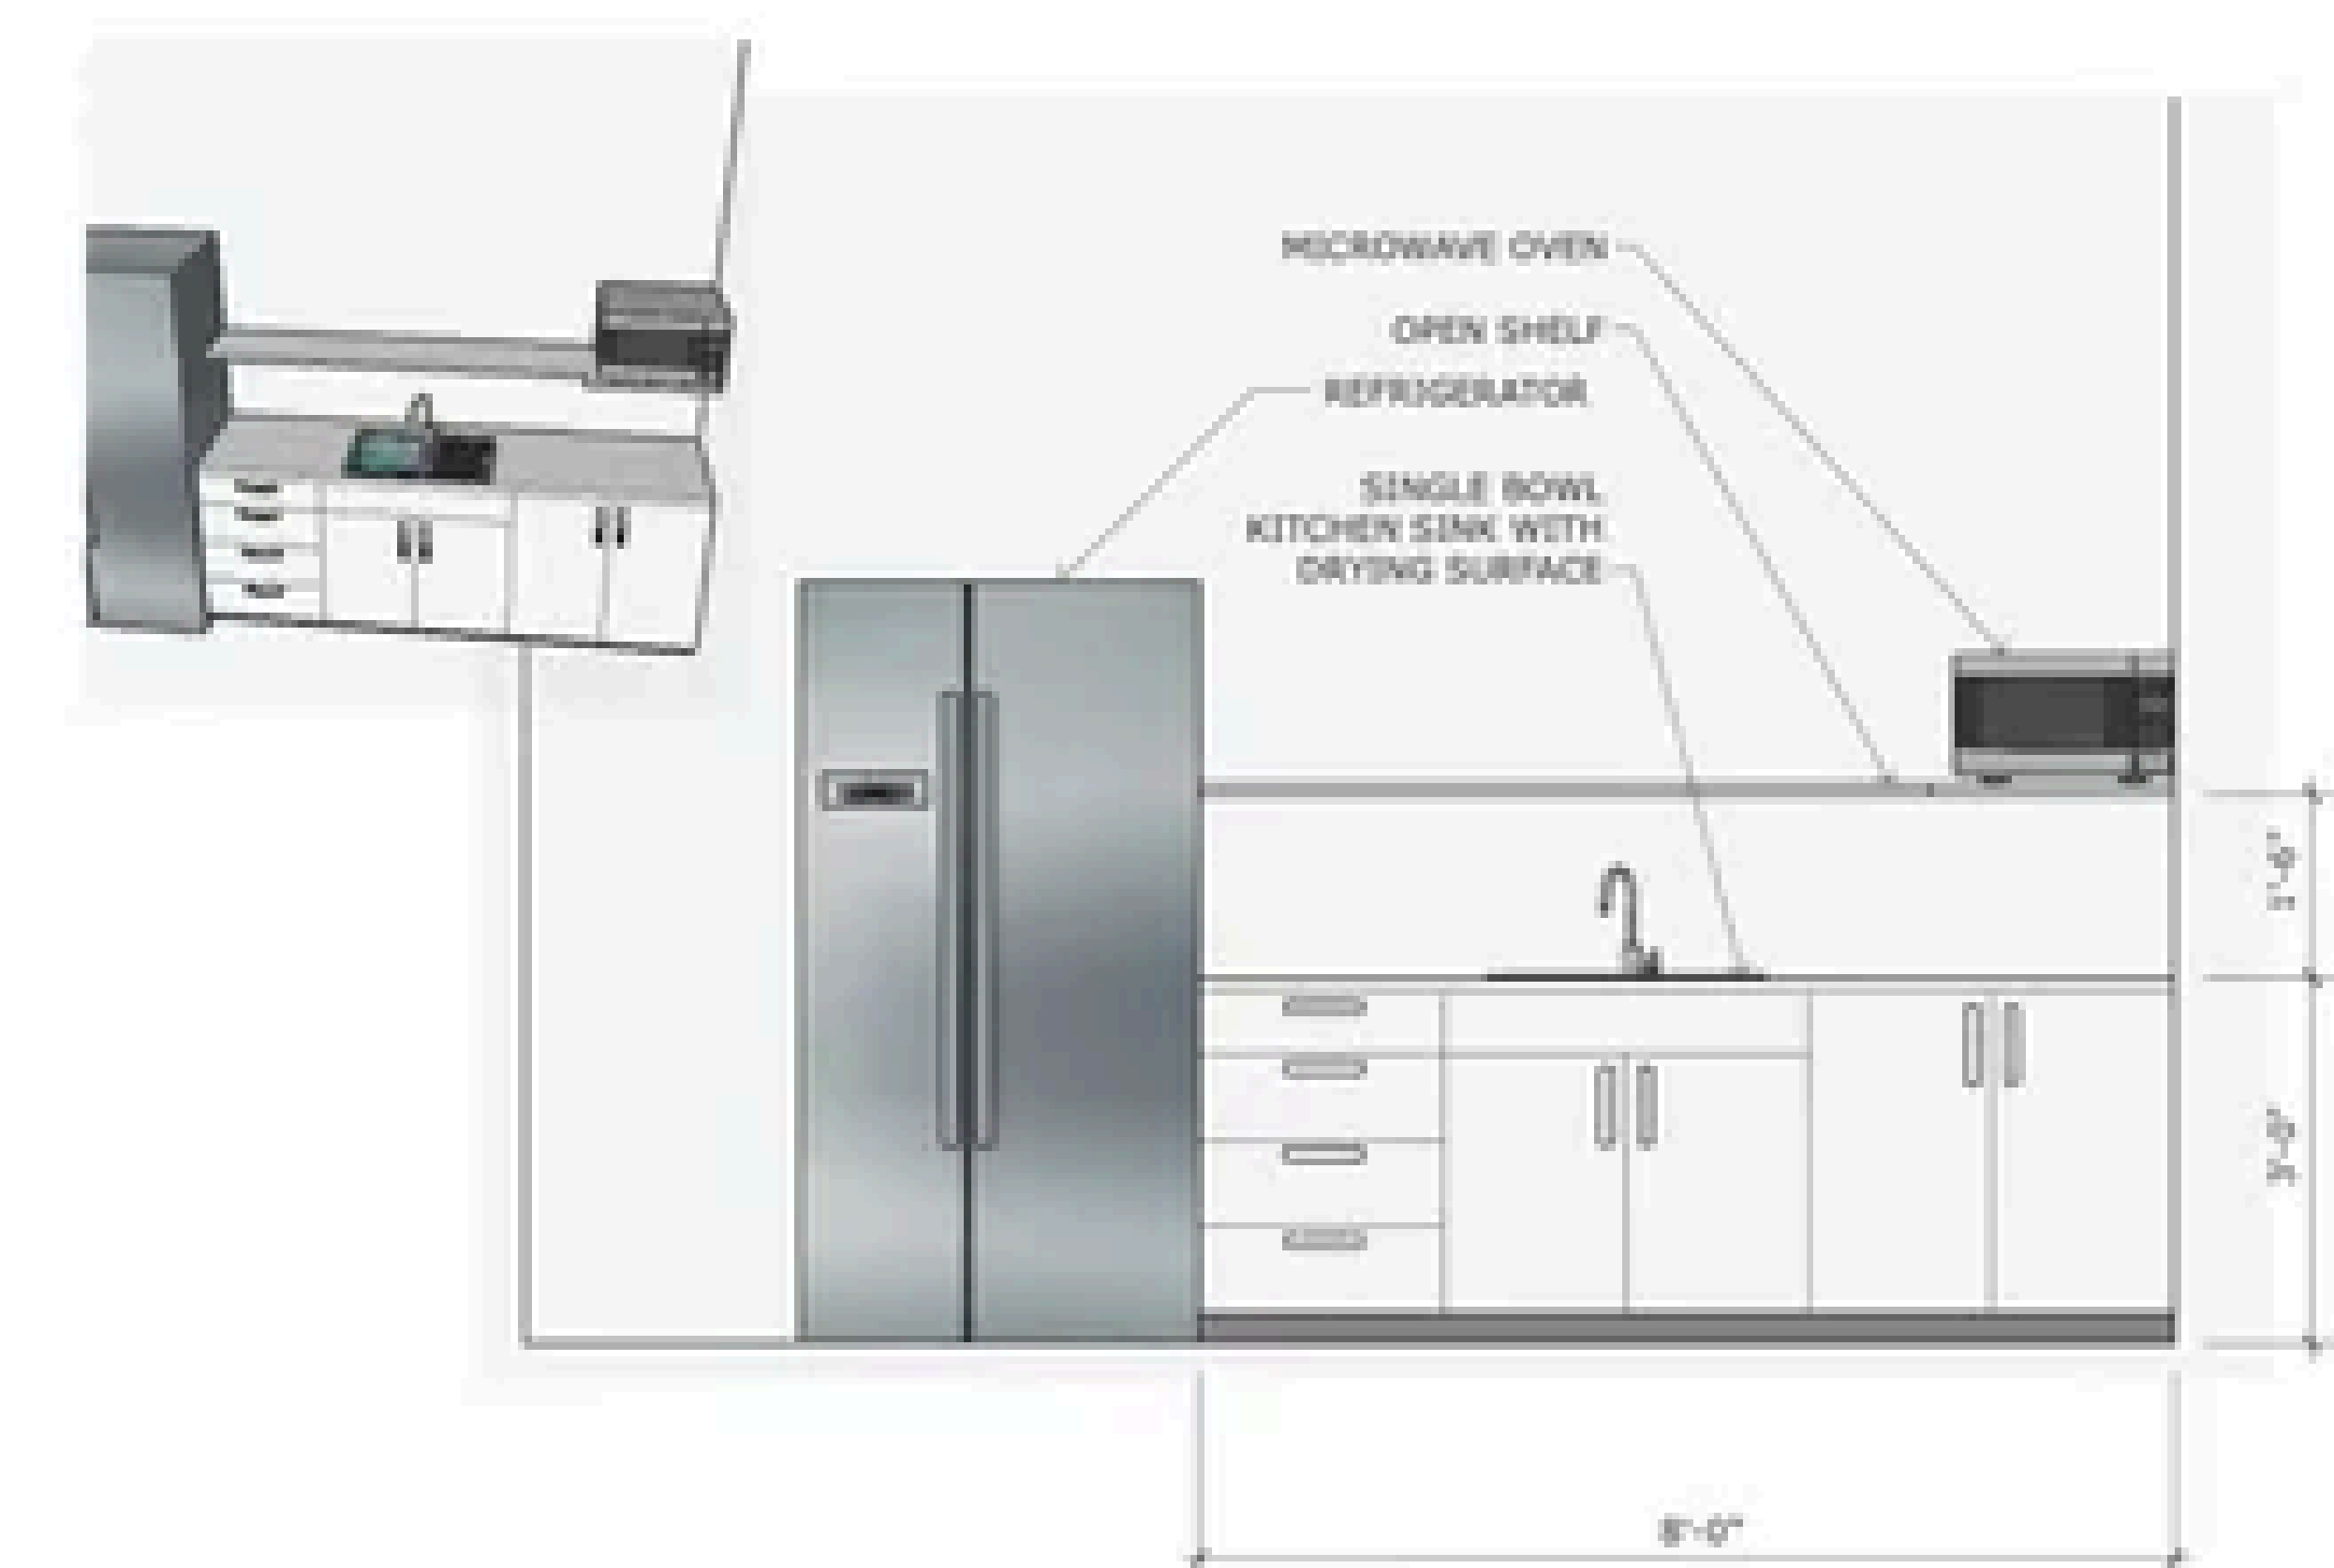 MICROWAVE OVEN
OPEN SHELF
REFRIGERATOR
SINGLE BOWL
KITCHEN SINK WITH
DRYING SURFACE
1'-6"
3'-0"
8'-0"